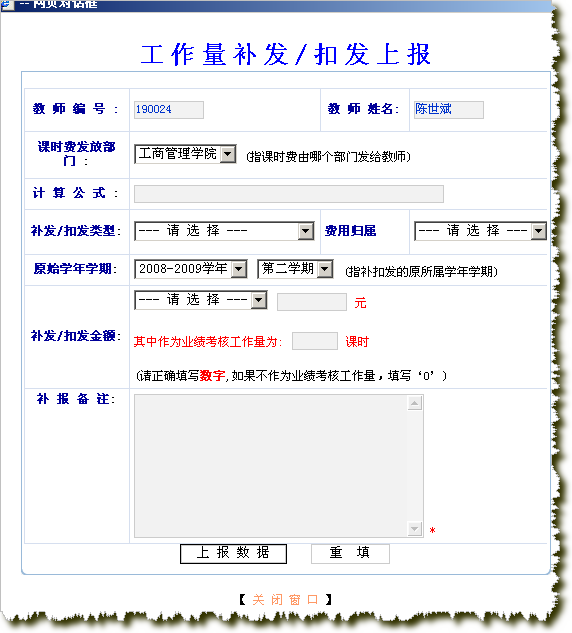 -- 网页对话框
工作量补发/扣发上报
教 师 编 号 : 190024 教 师 姓名: 陈世斌
课时费发放部门 : 工商管理学院 (指课时费由哪个部门发给教师)
计 算 公 式 :
补发/扣发类型: --- 请 选 择 --- 费用归属 --- 请 选 择 ---
原始学年学期: 2008-2009学年 第二学期 (指补扣发的原所属学年学期)
--- 请 选 择 --- 元
补发/扣发金额: 其中作为业绩考核工作量为: 课时
(请正确填写数字,如果不作为业绩考核工作量，填写‘0’)
补 报 备 注:
*
上 报 数 据 重 填
【 关 闭 窗 口 】